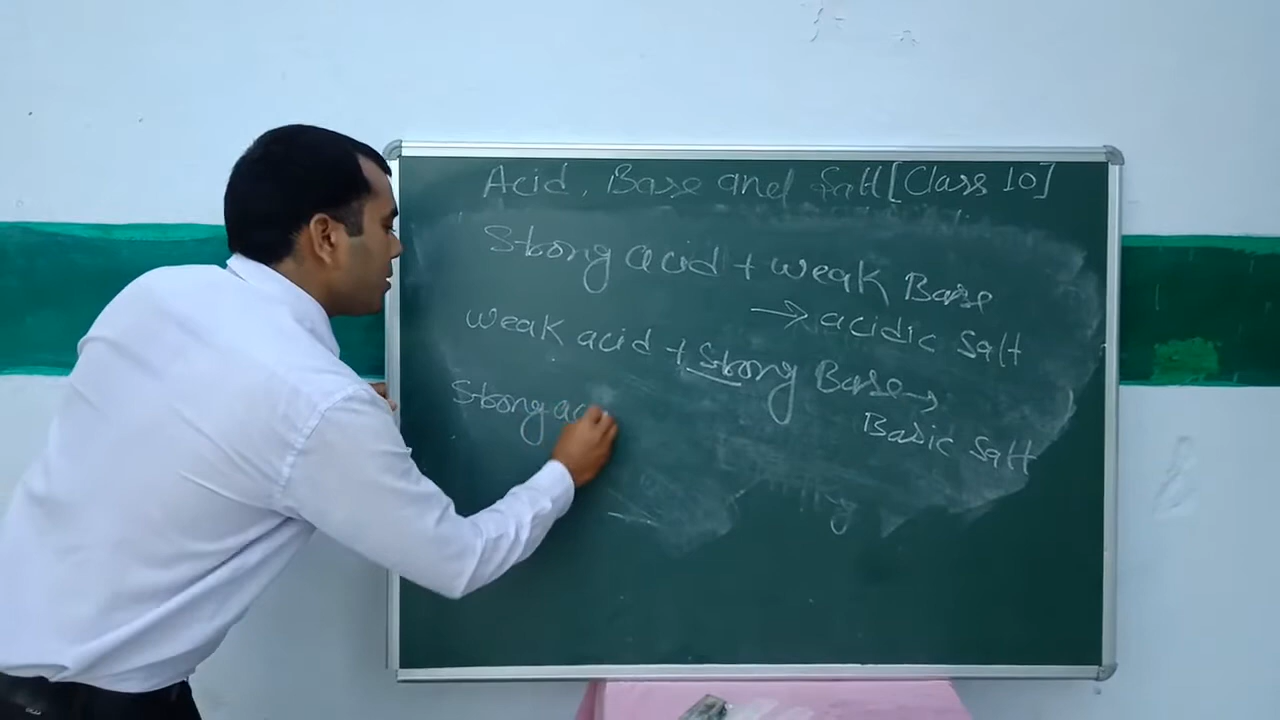 Acid, Base and Salt [Class 10]
Strong acid + weak Base
→ acidic Salt
weak acid + Strong Base →
Basic Salt
Strong ac